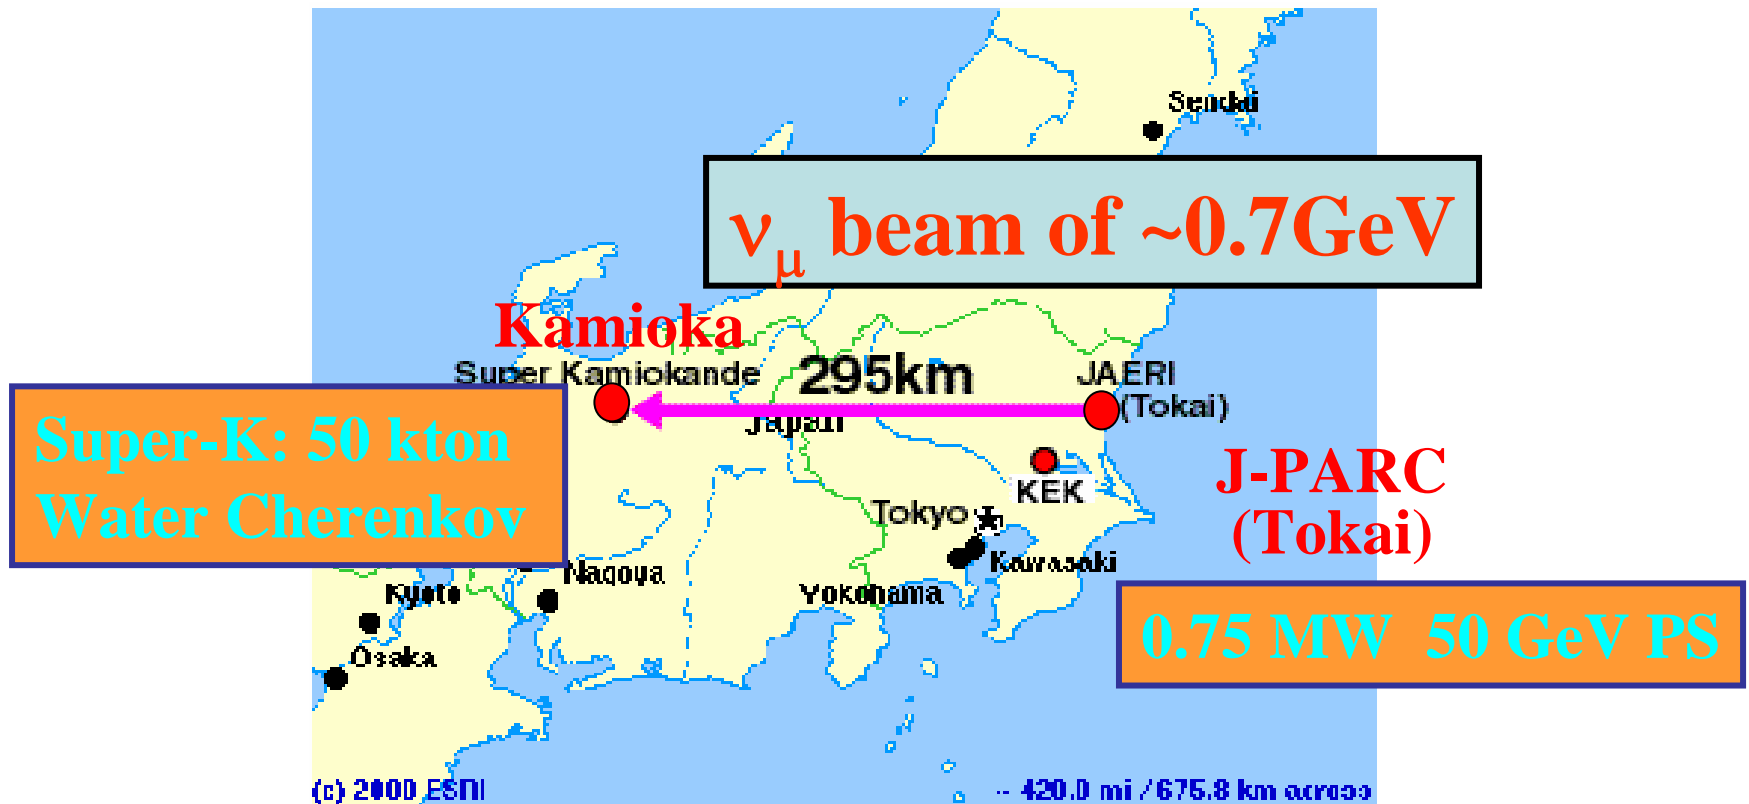 Sendai
νμ beam of ~0.7GeV
Kamioka
Super Kamiokande
295km
JAERI
(Tokai)
Japan
Super-K: 50 kton
Water Cherenkov
KEK
J-PARC
(Tokai)
Tokyo
Kawasaki
Nagoya
Yokohama
Kyoto
0.75 MW 50 GeV PS
Osaka
(c) 2000 ESRI
-- 420.0 mi / 675.8 km across